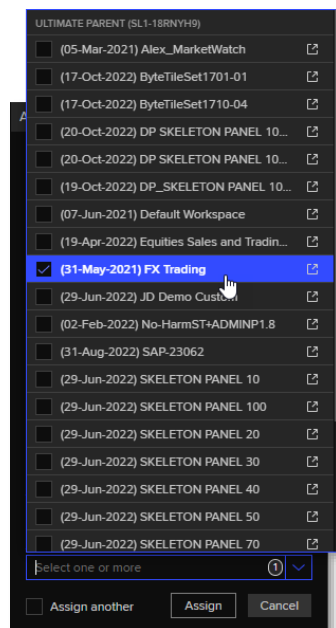 ULTIMATE PARENT (SL1-18RNYH9)
(05-Mar-2021) Alex_MarketWatch
(17-Oct-2022) ByteTileSet1701-01
(17-Oct-2022) ByteTileSet1710-04
(20-Oct-2022) DP SKELETON PANEL 10...
(20-Oct-2022) DP SKELETON PANEL 10...
(19-Oct-2022) DP_SKELETON PANEL 10...
(07-Jun-2021) Default Workspace
(19-Apr-2022) Equities Sales and Tradin...
(31-May-2021) FX Trading
(29-Jun-2022) JD Demo
(02-Feb-2022) No-HarmST+ADMINP1.8
(31-Aug-2022) SAP-23062
(29-Jun-2022) SKELETON PANEL 10
(29-Jun-2022) SKELETON PANEL 100
(29-Jun-2022) SKELETON PANEL 20
(29-Jun-2022) SKELETON PANEL 30
(29-Jun-2022) SKELETON PANEL 40
(29-Jun-2022) SKELETON PANEL 50
(29-Jun-2022) SKELETON PANEL 70
Select one or more 1
Assign another Assign Cancel